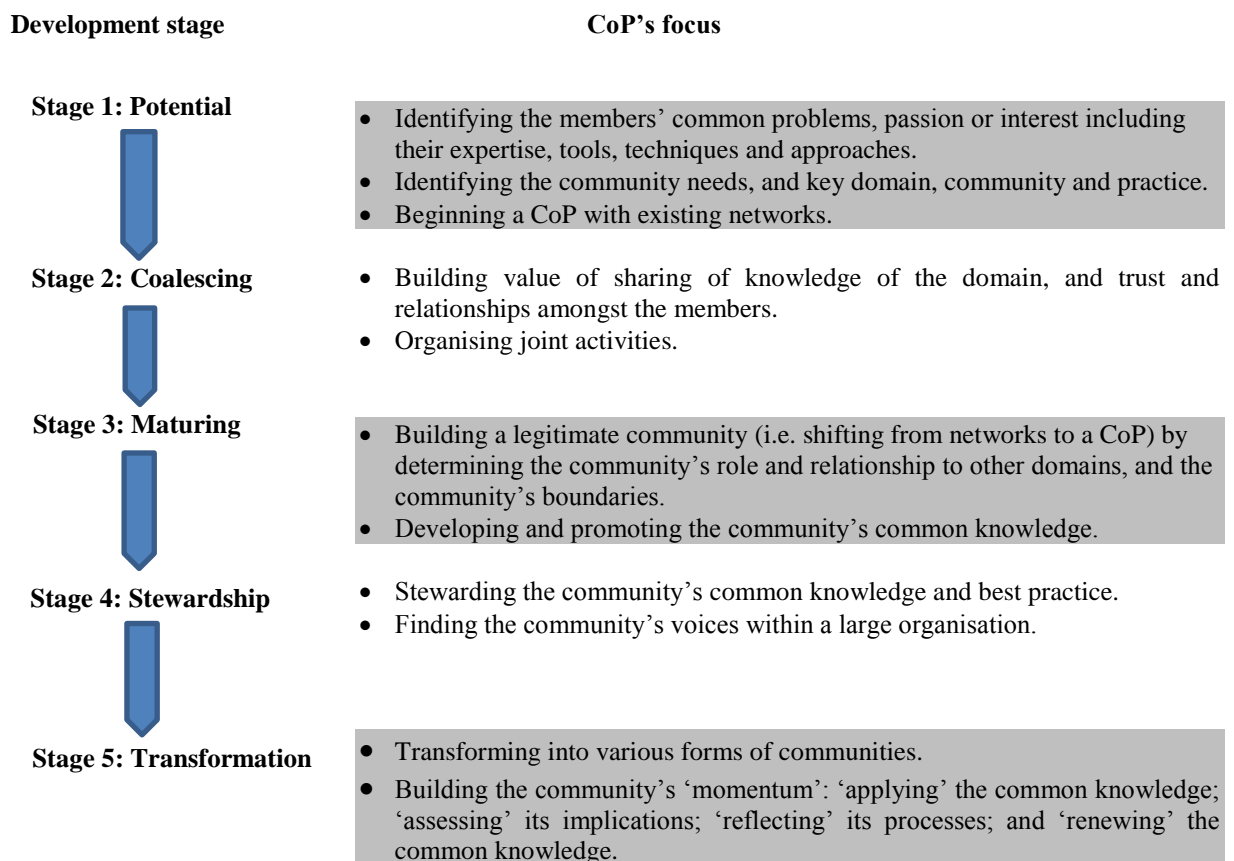 Development stage CoP’s focus
Stage 1: Potential
• Identifying the members’ common problems, passion or interest including
their expertise, tools, techniques and approaches.
• Identifying the community needs, and key domain, community and practice.
• Beginning a CoP with existing networks.
Stage 2: Coalescing
• Building value of sharing of knowledge of the domain, and trust and
relationships amongst the members.
• Organising joint activities.
Stage 3: Maturing
• Building a legitimate community (i.e. shifting from networks to a CoP) by
determining the community’s role and relationship to other domains, and the
community’s boundaries.
• Developing and promoting the community’s common knowledge.
Stage 4: Stewardship
• Stewarding the community’s common knowledge and best practice.
• Finding the community’s voices within a large organisation.
Stage 5: Transformation
• Transforming into various forms of communities.
• Building the community’s ‘momentum’: ‘applying’ the common knowledge;
‘assessing’ its implications; ‘reflecting’ its processes; and ‘renewing’ the
common knowledge.